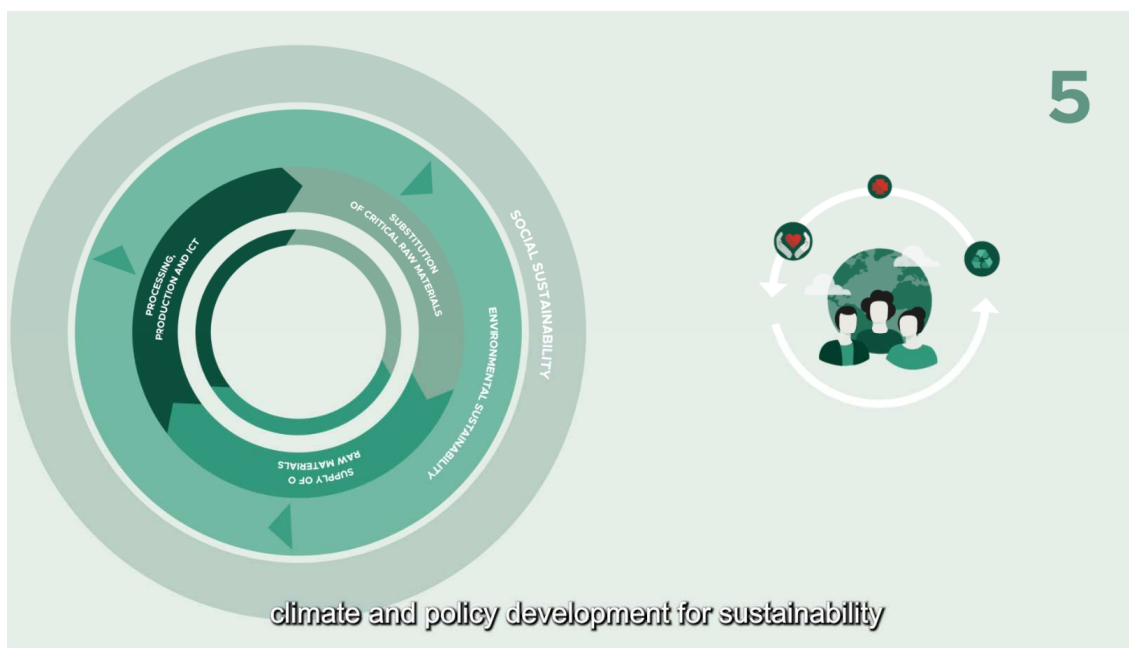 5
SOCIAL SUSTAINABILITY
ENVIRONMENTAL SUSTAINABILITY
SUBSTITUTION
OF CRITICAL RAW MATERIALS
PROCESSING,
PRODUCTION AND ICT
SUPPLY OF O
RAW MATERIALS
climate and policy development for sustainability